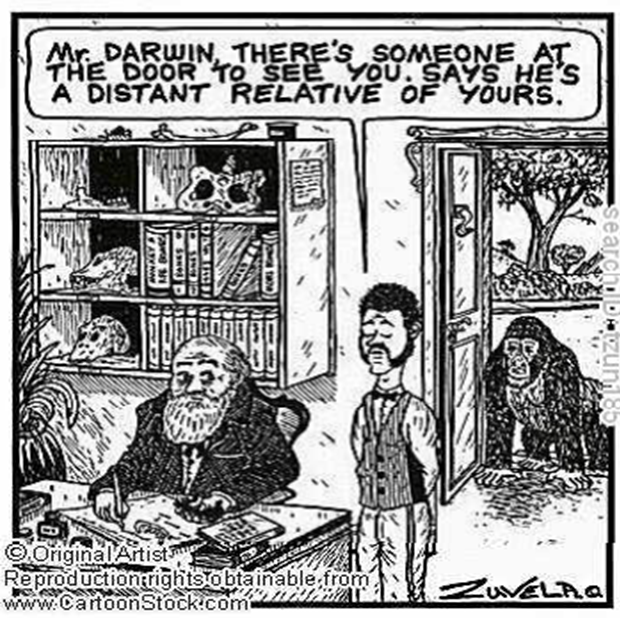 Mr. DARWIN, THERE'S SOMEONE AT
THE DOOR TO SEE YOU. SAYS HE'S
A DISTANT RELATIVE OF YOURS.
search ID: zun185
© Original Artist
Reproduction rights obtainable from
www.CartoonStock.com
ZUVELA